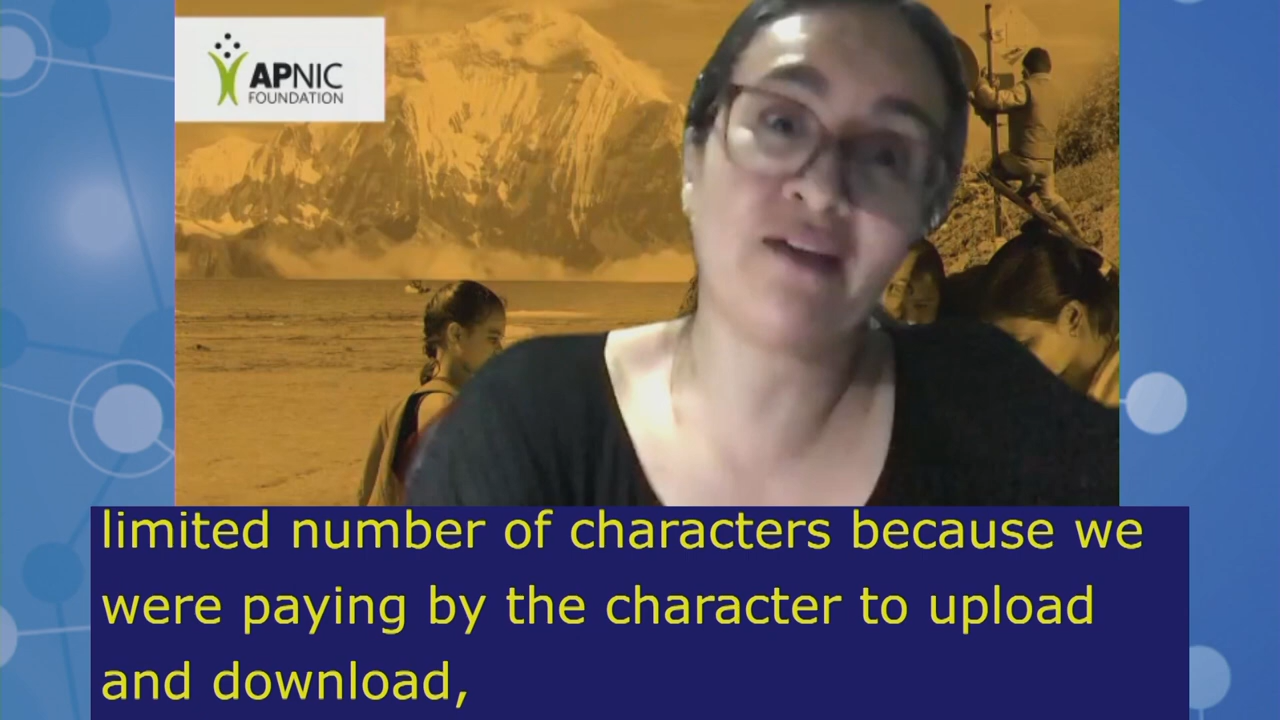 APNIC
FOUNDATION
limited number of characters because we
were paying by the character to upload
and download,